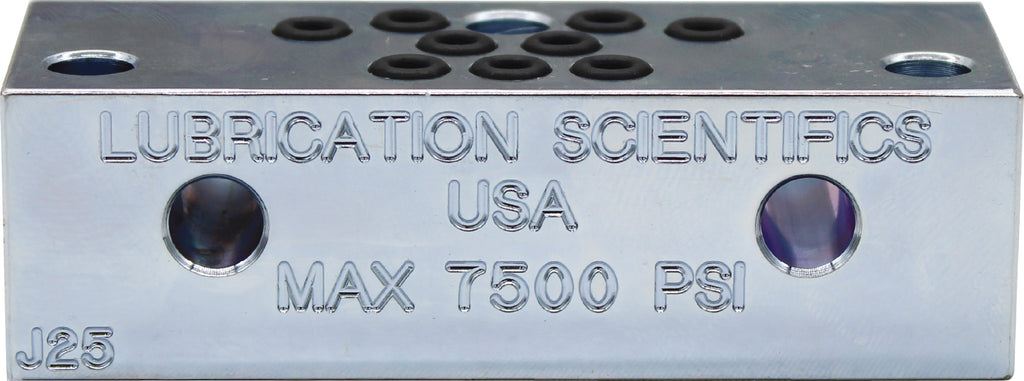 LUBRICATION SCIENTIFICS
USA
MAX 7500 PSI
J25